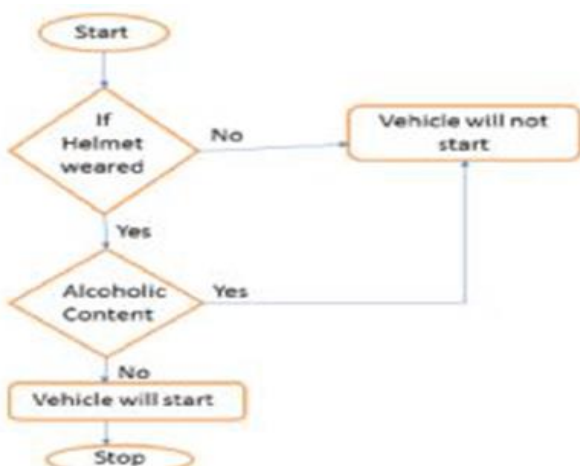 Start
If
Helmet
weared
No
Vehicle will not
start
Yes
Alcoholic
Content
Yes
No
Vehicle will start
Stop